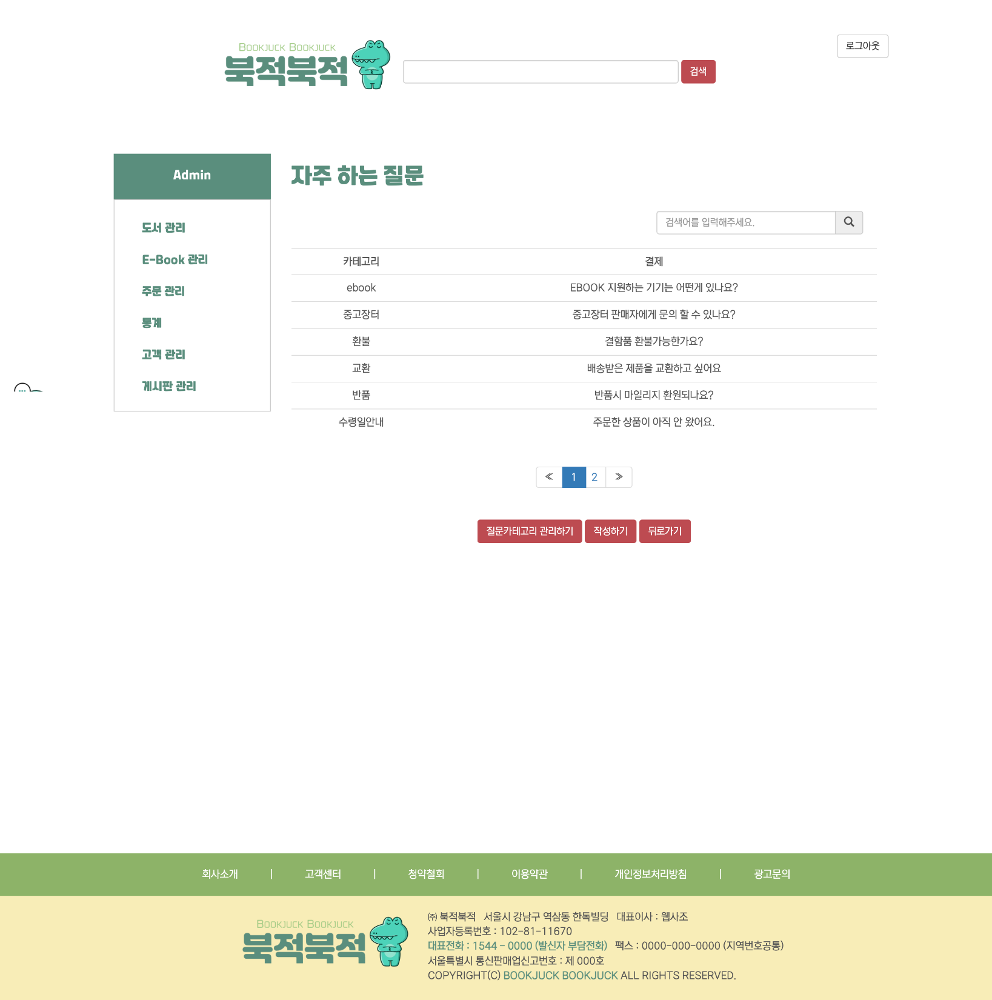 BOOKJUCK BOOKJUCK
북적북적
검색
로그아웃
Admin
도서 관리
E-Book 관리
주문 관리
통계
고객 관리
게시판 관리
자주 하는 질문
검색어를 입력해주세요.
카테고리 결제
ebook EBOOK 지원하는 기기는 어떤게 있나요?
중고장터 중고장터 판매자에게 문의 할 수 있나요?
환불 결함품 환불가능한가요?
교환 배송받은 제품을 교환하고 싶어요
반품 반품시 마일리지 환원되나요?
수령일안내 주문한 상품이 아직 안 왔어요.
≪ 1 2 ≫
질문카테고리 관리하기 작성하기 뒤로가기
회사소개 | 고객센터 | 청약철회 | 이용약관 | 개인정보처리방침 | 광고문의
BOOKJUCK BOOKJUCK
북적북적
㈜ 북적북적 서울시 강남구 역삼동 한독빌딩 대표이사 : 웹사조
사업자등록번호 : 102-81-11670
대표전화 : 1544 - 0000 (발신자 부담전화) 팩스 : 0000-000-0000 (지역번호공통)
서울특별시 통신판매업신고번호 : 제 000호
COPYRIGHT(C) BOOKJUCK BOOKJUCK ALL RIGHTS RESERVED.